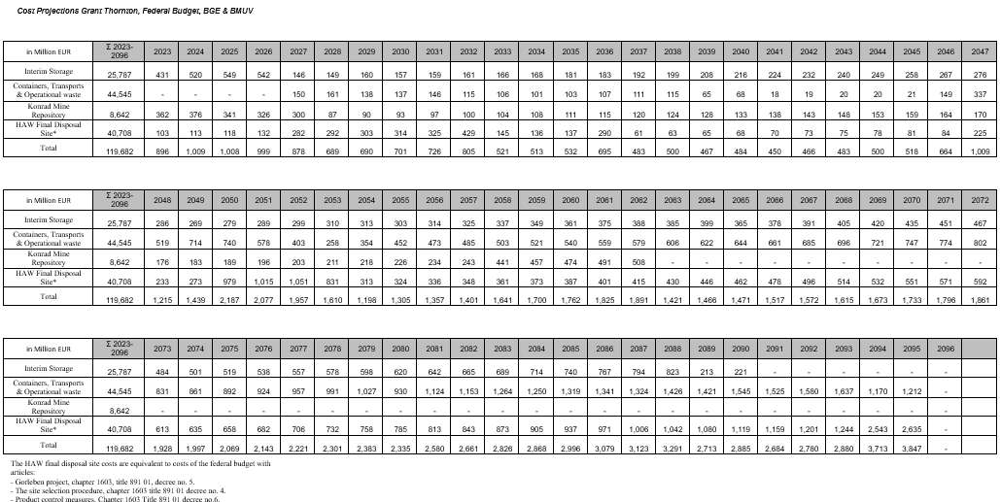 Cost Projections Grant Thornton, Federal Budget, BGE & BMUV
in Million EUR Σ 2023-2096 2023 2024 2025 2026 2027 2028 2029 2030 2031 2032 2033 2034 2035 2036 2037 2038 2039 2040 2041 2042 2043 2044 2045 2046 2047
Interim Storage 25,787 431 520 549 542 146 149 160 157 159 161 166 168 181 183 192 199 208 216 224 232 240 249 258 267 276
Containers, Transports & Operational waste 44,545 - - - - 150 161 138 137 146 115 106 101 103 107 111 115 65 68 18 19 20 20 21 149 337
Konrad Mine Repository 8,642 362 376 341 326 300 87 90 93 97 100 104 108 111 115 120 124 128 133 138 143 148 153 159 164 170
HAW Final Disposal Site* 40,708 103 113 118 132 282 292 303 314 325 429 145 136 137 290 61 63 65 68 70 73 75 78 81 84 225
Total 119,682 896 1,009 1,008 999 878 689 690 701 726 805 521 513 532 695 483 500 467 484 450 466 483 500 518 664 1,009
in Million EUR Σ 2023-2096 2048 2049 2050 2051 2052 2053 2054 2055 2056 2057 2058 2059 2060 2061 2062 2063 2064 2065 2066 2067 2068 2069 2070 2071 2072
Interim Storage 25,787 286 269 279 289 299 310 313 303 314 325 337 349 361 375 388 385 399 365 378 391 405 420 435 451 467
Containers, Transports & Operational waste 44,545 519 714 740 578 403 258 354 452 473 485 503 521 540 559 579 606 622 644 661 685 696 721 747 774 802
Konrad Mine Repository 8,642 176 183 189 196 203 211 218 226 234 243 441 457 474 491 508 - - - - - - - - - -
HAW Final Disposal Site* 40,708 233 273 979 1,015 1,051 831 313 324 336 348 361 373 387 401 415 430 446 462 478 496 514 532 551 571 592
Total 119,682 1,215 1,439 2,187 2,077 1,957 1,610 1,198 1,305 1,357 1,401 1,641 1,700 1,762 1,825 1,891 1,421 1,466 1,471 1,517 1,572 1,615 1,673 1,733 1,796 1,861
in Million EUR Σ 2023-2096 2073 2074 2075 2076 2077 2078 2079 2080 2081 2082 2083 2084 2085 2086 2087 2088 2089 2090 2091 2092 2093 2094 2095 2096
Interim Storage 25,787 484 501 519 538 557 578 598 620 642 665 689 714 740 767 794 823 213 221 - - - - - -
Containers, Transports & Operational waste 44,545 831 861 892 924 957 991 1,027 930 1,124 1,153 1,264 1,250 1,319 1,341 1,324 1,426 1,421 1,545 1,525 1,580 1,637 1,170 1,212 -
Konrad Mine Repository 8,642 - - - - - - - - - - - - - - - - - - - - - - - -
HAW Final Disposal Site* 40,708 613 635 658 682 706 732 758 785 813 843 873 905 937 971 1,006 1,042 1,080 1,119 1,159 1,201 1,244 2,543 2,635 -
Total 119,682 1,928 1,997 2,069 2,143 2,221 2,301 2,383 2,335 2,580 2,661 2,826 2,868 2,996 3,079 3,123 3,291 2,713 2,885 2,684 2,780 2,880 3,713 3,847 -
The HAW final disposal site costs are equivalent to costs of the federal budget with
articles:
- Gorleben project, chapter 1603, title 891 01, decree no. 5.
- The site selection procedure, chapter 1603 title 891 01 decree no. 4.
- Product control measures, Chapter 1603 Title 891 01 decree no.6.